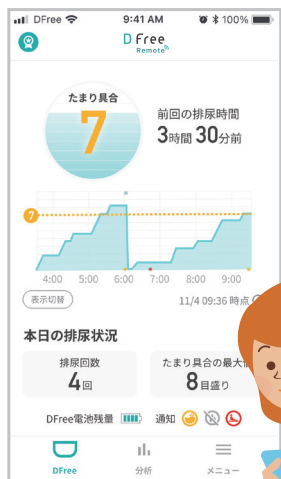 DFree 9:41 AM 100%
D Free
Remote
たまり具合
7
前回の排尿時間
3時間30分前
7
4:00 5:00 6:00 7:00 8:00 9:00
表示切替
11/4 09:36 時点
本日の排尿状況
排尿回数
4回
たまり具合の最大
8目盛り
DFree電池残量 通知
DFree 分析 メニュー